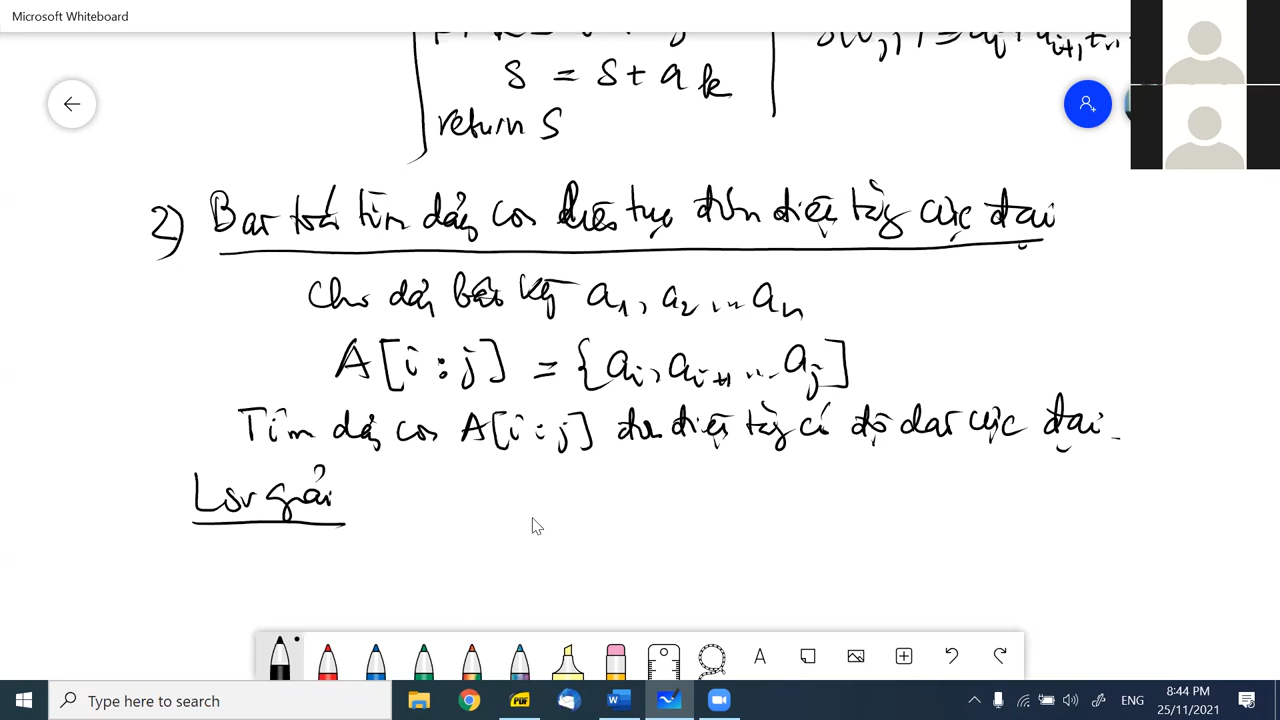 Microsoft Whiteboard
S = S + a k
return S
2) Bài toán tìm dãy con liên tục đơn điệu tăng cực đại
Cho dãy bất kỳ a1, a2 ... an
A[i : j] = {ai, ai+1 ... aj]
Tìm dãy con A[i : j] đơn điệu tăng có độ dài cực đại.
Lời giải
Type here to search
ENG
8:44 PM
25/11/2021